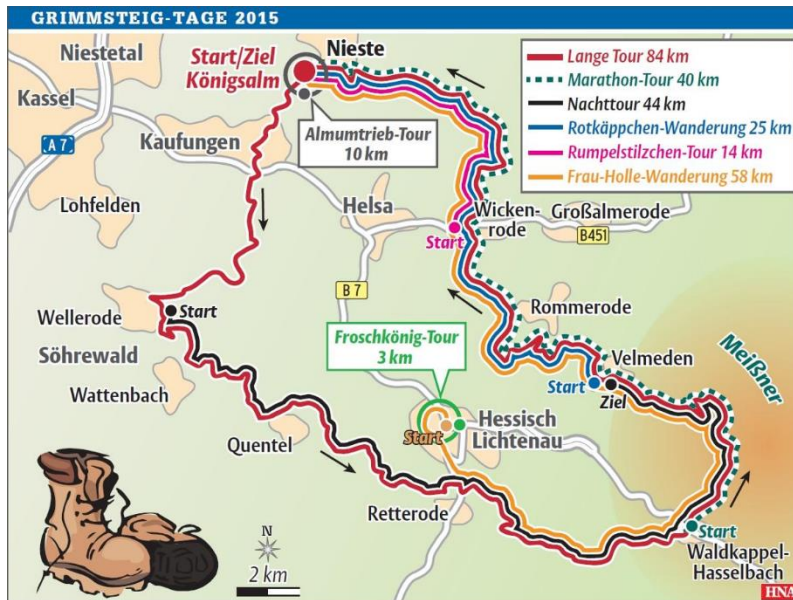 GRIMMSTEIG-TAGE 2015
Niestetal
Start/Ziel
Königsalm
Nieste
Kassel
A 7
Kaufungen
Almumtrieb-Tour
10 km
Lange Tour 84 km
Marathon-Tour 40 km
Nachttour 44 km
Rotkäppchen-Wanderung 25 km
Rumpelstilzchen-Tour 14 km
Frau-Holle-Wanderung 58 km
Lohfelden
Helsa
Wicken-
rode
Großalmerode
Start
B451
B 7
Wellerode
Start
Rommerode
Söhrewald
Froschkönig-Tour
3 km
Velmeden
Meißner
Wattenbach
Start
Ziel
Quentel
Start
Hessisch
Lichtenau
Retterode
Start
Waldkappel-
Hasselbach
N
2 km
HNA